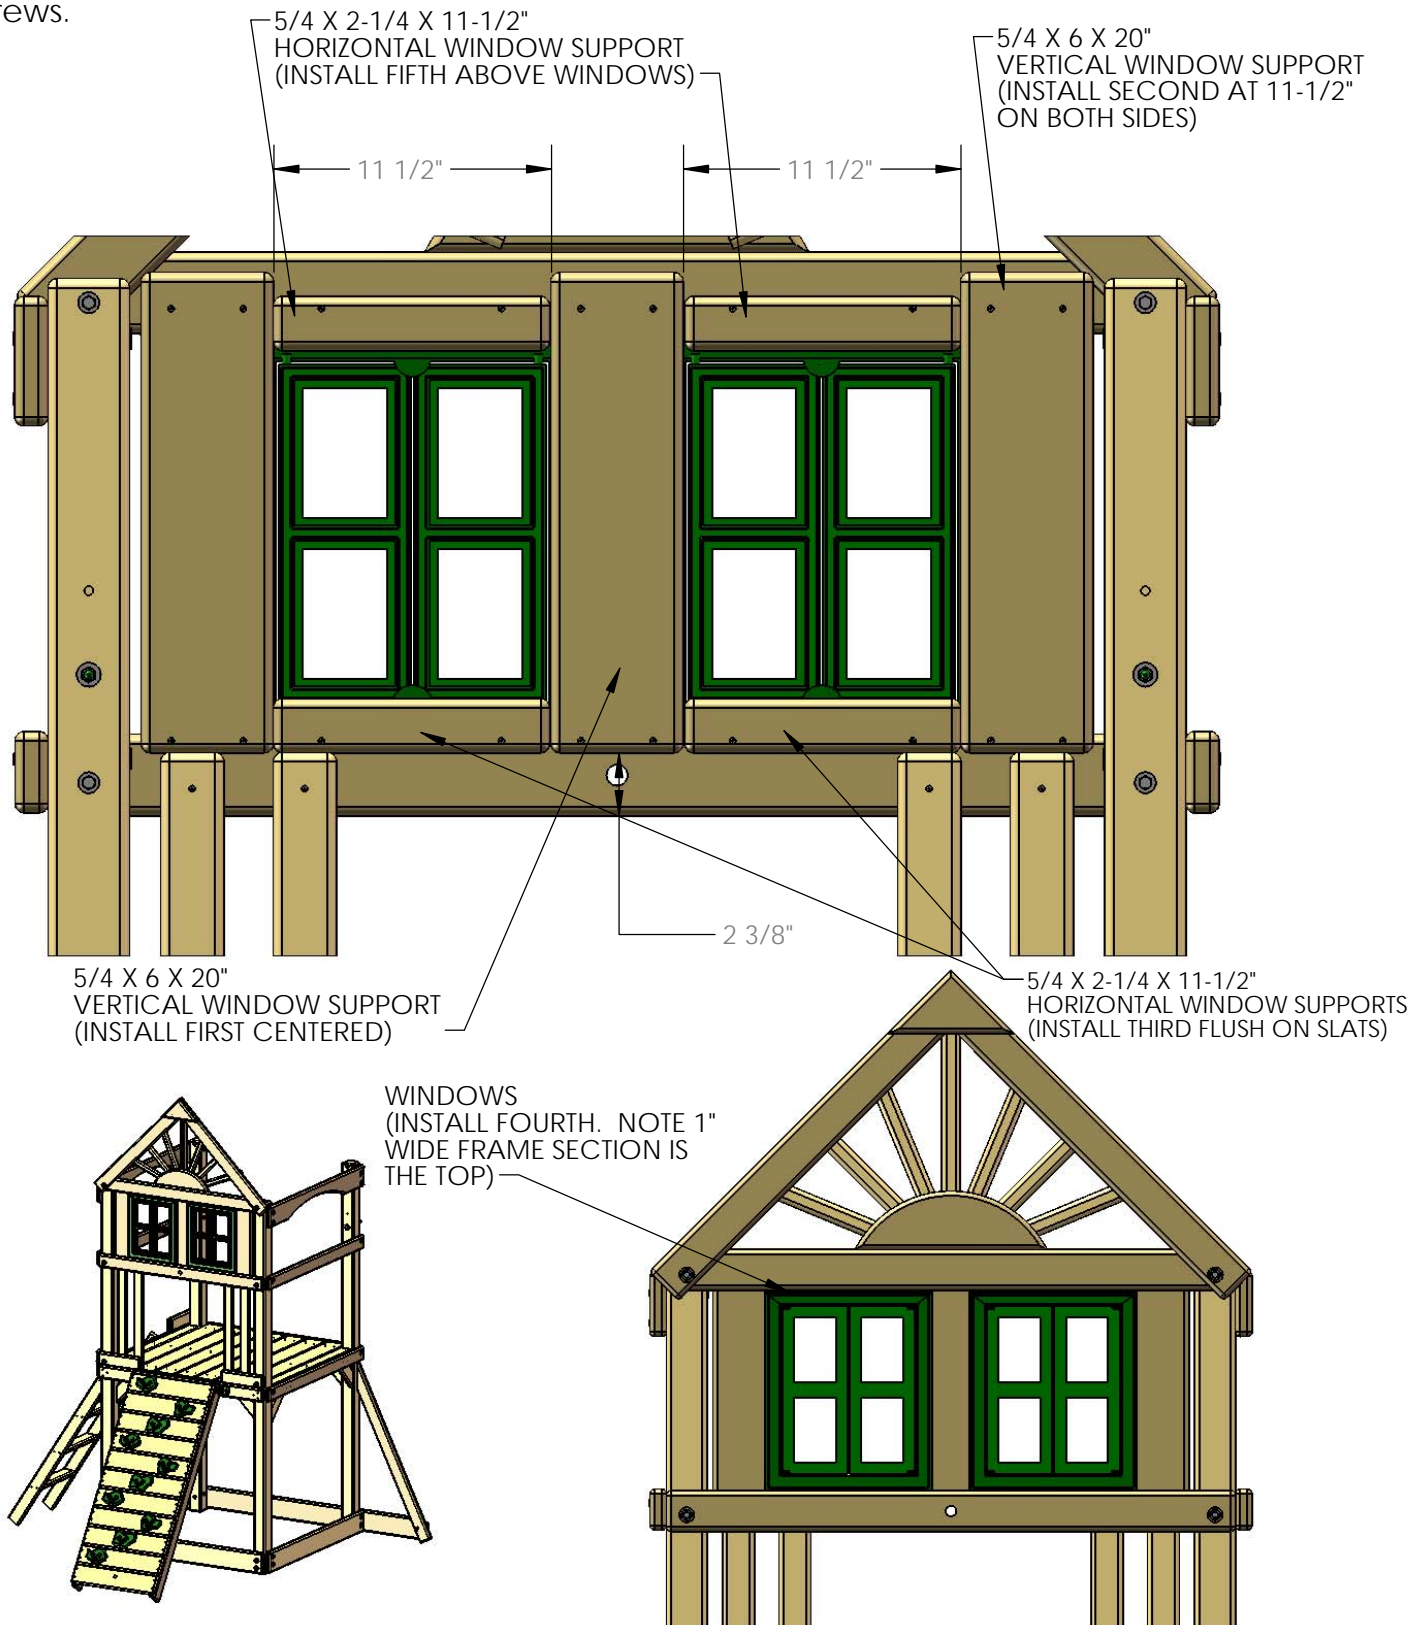 5/4 X 2-1/4 X 11-1/2"
HORIZONTAL WINDOW SUPPORT
(INSTALL FIFTH ABOVE WINDOWS)
5/4 X 6 X 20"
VERTICAL WINDOW SUPPORT
(INSTALL SECOND AT 11-1/2"
ON BOTH SIDES)
11 1/2"
11 1/2"
2 3/8"
5/4 X 6 X 20"
VERTICAL WINDOW SUPPORT
(INSTALL FIRST CENTERED)
5/4 X 2-1/4 X 11-1/2"
HORIZONTAL WINDOW SUPPORTS
(INSTALL THIRD FLUSH ON SLATS)
WINDOWS
(INSTALL FOURTH. NOTE 1"
WIDE FRAME SECTION IS
THE TOP)